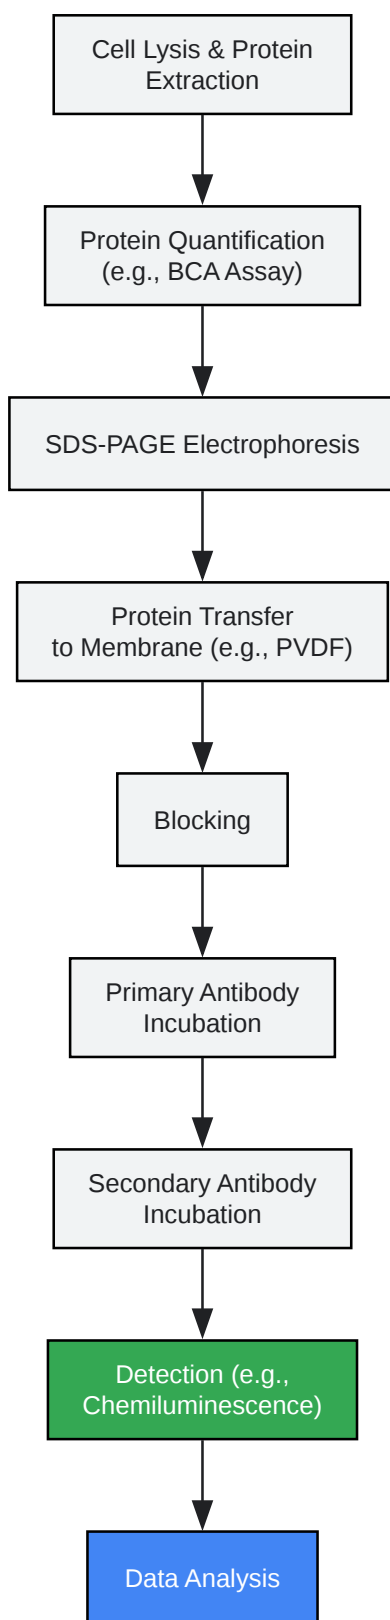 Cell Lysis & Protein
Extraction
Protein Quantification
(e.g., BCA Assay)
SDS-PAGE Electrophoresis
Protein Transfer
to Membrane (e.g., PVDF)
Blocking
Primary Antibody
Incubation
Secondary Antibody
Incubation
Detection (e.g.,
Chemiluminescence)
Data Analysis